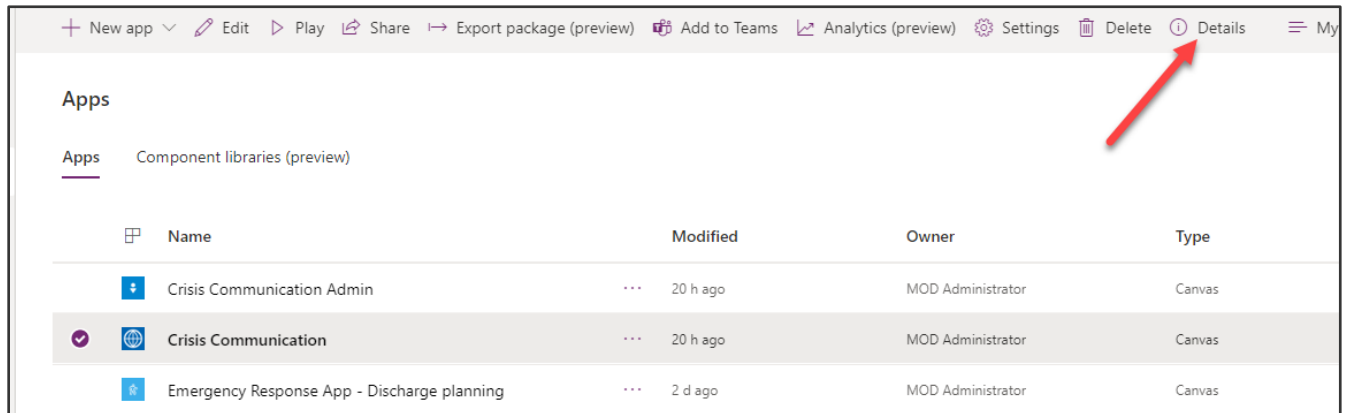 New app Edit Play Share Export package (preview) Add to Teams Analytics (preview) Settings Delete Details My
Apps
Apps Component libraries (preview)
Name Modified Owner Type
Crisis Communication Admin ... 20 h ago MOD Administrator Canvas
Crisis Communication ... 20 h ago MOD Administrator Canvas
Emergency Response App - Discharge planning ... 2 d ago MOD Administrator Canvas